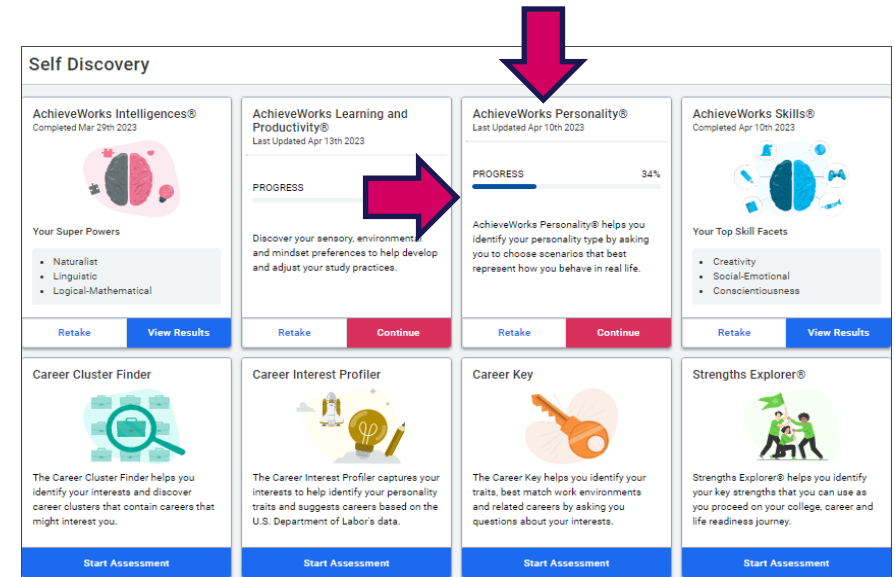 Self Discovery
AchieveWorks Intelligences®
Completed Mar 29th 2023
Your Super Powers
• Naturalist
• Linguistic
• Logical-Mathematical
Retake
View Results
AchieveWorks Learning and
Productivity®
Last Updated Apr 13th 2023
PROGRESS
Discover your sensory, environmental
and mindset preferences to help develop
and adjust your study practices.
Retake
Continue
AchieveWorks Personality®
Last Updated Apr 10th 2023
PROGRESS 34%
AchieveWorks Personality® helps you
identify your personality type by asking
you to choose scenarios that best
represent how you behave in real life.
Retake
Continue
AchieveWorks Skills®
Completed Apr 10th 2023
Your Top Skill Facets
• Creativity
• Social-Emotional
• Conscientiousness
Retake
View Results
Career Cluster Finder
The Career Cluster Finder helps you
identify your interests and discover
career clusters that contain careers that
might interest you.
Start Assessment
Career Interest Profiler
The Career Interest Profiler captures your
interests to help identify your personality
traits and suggests careers based on the
U.S. Department of Labor's data.
Start Assessment
Career Key
The Career Key helps you identify your
traits, best match work environments
and related careers by asking you
questions about your interests.
Start Assessment
Strengths Explorer®
Strengths Explorer® helps you identify
your key strengths that you can use as
you proceed on your college, career and
life readiness journey.
Start Assessment